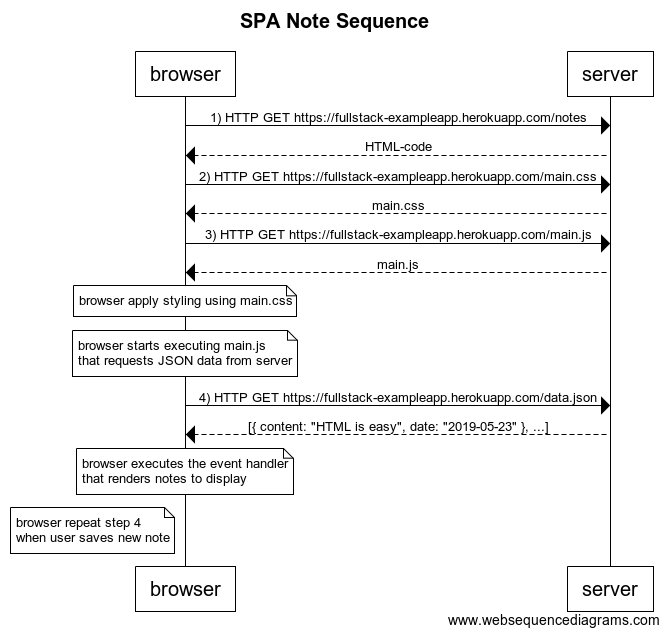 SPA Note Sequence
browser
server
1) HTTP GET https://fullstack-exampleapp.herokuapp.com/notes
HTML-code
2) HTTP GET https://fullstack-exampleapp.herokuapp.com/main.css
main.css
3) HTTP GET https://fullstack-exampleapp.herokuapp.com/main.js
main.js
browser apply styling using main.css
browser starts executing main.js
that requests JSON data from server
4) HTTP GET https://fullstack-exampleapp.herokuapp.com/data.json
[{ content: "HTML is easy", date: "2019-05-23" }, ...]
browser executes the event handler
that renders notes to display
browser repeat step 4
when user saves new note
browser
server
www.websequencediagrams.com